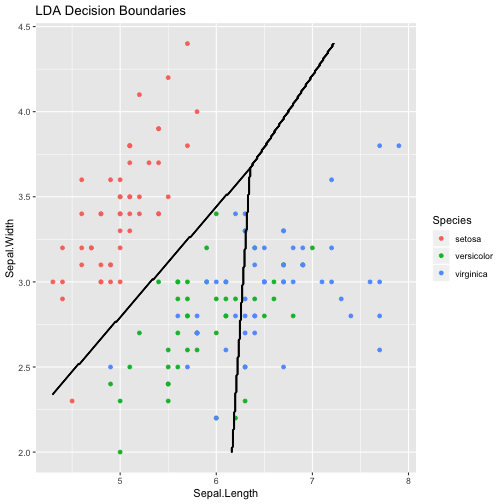 LDA Decision Boundaries
4.5
4.0
3.5
3.0
2.5
2.0
Sepal.Width
5
6
7
8
Sepal.Length
Species
setosa
versicolor
virginica